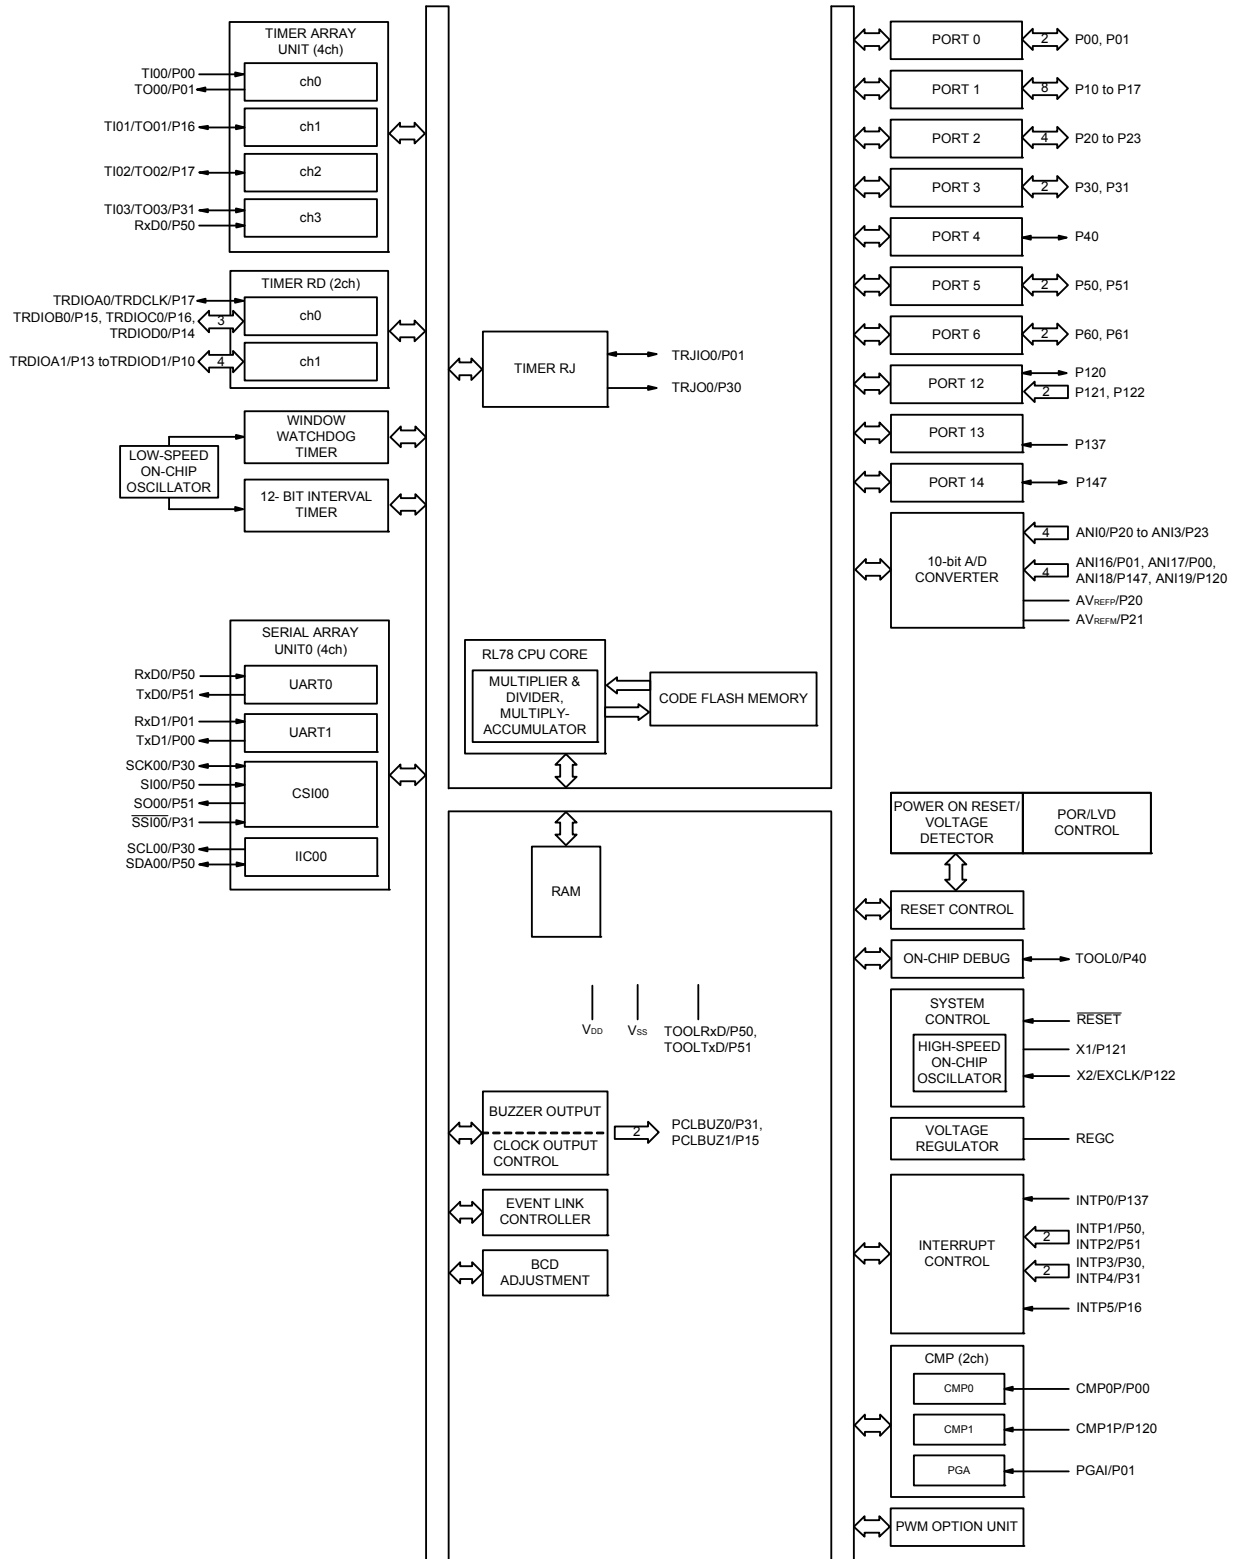 TIMER ARRAY
UNIT (4ch)
TI00/P00
TO00/P01
ch0
TI01/TO01/P16
ch1
TI02/TO02/P17
ch2
TI03/TO03/P31
RxD0/P50
ch3
TIMER RD (2ch)
TRDIOA0/TRDCLK/P17
TRDIOB0/P15, TRDIOC0/P16,
TRDIOD0/P14
3
ch0
TRDIOA1/P13 toTRDIOD1/P10
4
ch1
WINDOW
WATCHDOG
TIMER
LOW-SPEED
ON-CHIP
OSCILLATOR
12- BIT INTERVAL
TIMER
SERIAL ARRAY
UNIT0 (4ch)
RxD0/P50
TxD0/P51
UART0
RxD1/P01
TxD1/P00
UART1
SCK00/P30
SI00/P50
SO00/P51
SSI00/P31
CSI00
SCL00/P30
SDA00/P50
IIC00
TIMER RJ
TRJIO0/P01
TRJO0/P30
RL78 CPU CORE
MULTIPLIER &
DIVIDER,
MULTIPLY-
ACCUMULATOR
CODE FLASH MEMORY
RAM
VDD
VSS
TOOLRxD/P50,
TOOLTxD/P51
BUZZER OUTPUT
CLOCK OUTPUT
CONTROL
2
PCLBUZ0/P31,
PCLBUZ1/P15
EVENT LINK
CONTROLLER
BCD
ADJUSTMENT
PORT 0
2
P00, P01
PORT 1
8
P10 to P17
PORT 2
4
P20 to P23
PORT 3
2
P30, P31
PORT 4
P40
PORT 5
2
P50, P51
PORT 6
2
P60, P61
PORT 12
P120
2
P121, P122
PORT 13
P137
PORT 14
P147
10-bit A/D
CONVERTER
4
ANI0/P20 to ANI3/P23
4
ANI16/P01, ANI17/P00,
ANI18/P147, ANI19/P120
AVREFP/P20
AVREFM/P21
POWER ON RESET/
VOLTAGE
DETECTOR
POR/LVD
CONTROL
RESET CONTROL
ON-CHIP DEBUG
TOOL0/P40
SYSTEM
CONTROL
HIGH-SPEED
ON-CHIP
OSCILLATOR
RESET
X1/P121
X2/EXCLK/P122
VOLTAGE
REGULATOR
REGC
INTERRUPT
CONTROL
INTP0/P137
2
INTP1/P50,
INTP2/P51
2
INTP3/P30,
INTP4/P31
INTP5/P16
CMP (2ch)
CMP0
CMP0P/P00
CMP1
CMP1P/P120
PGA
PGAI/P01
PWM OPTION UNIT